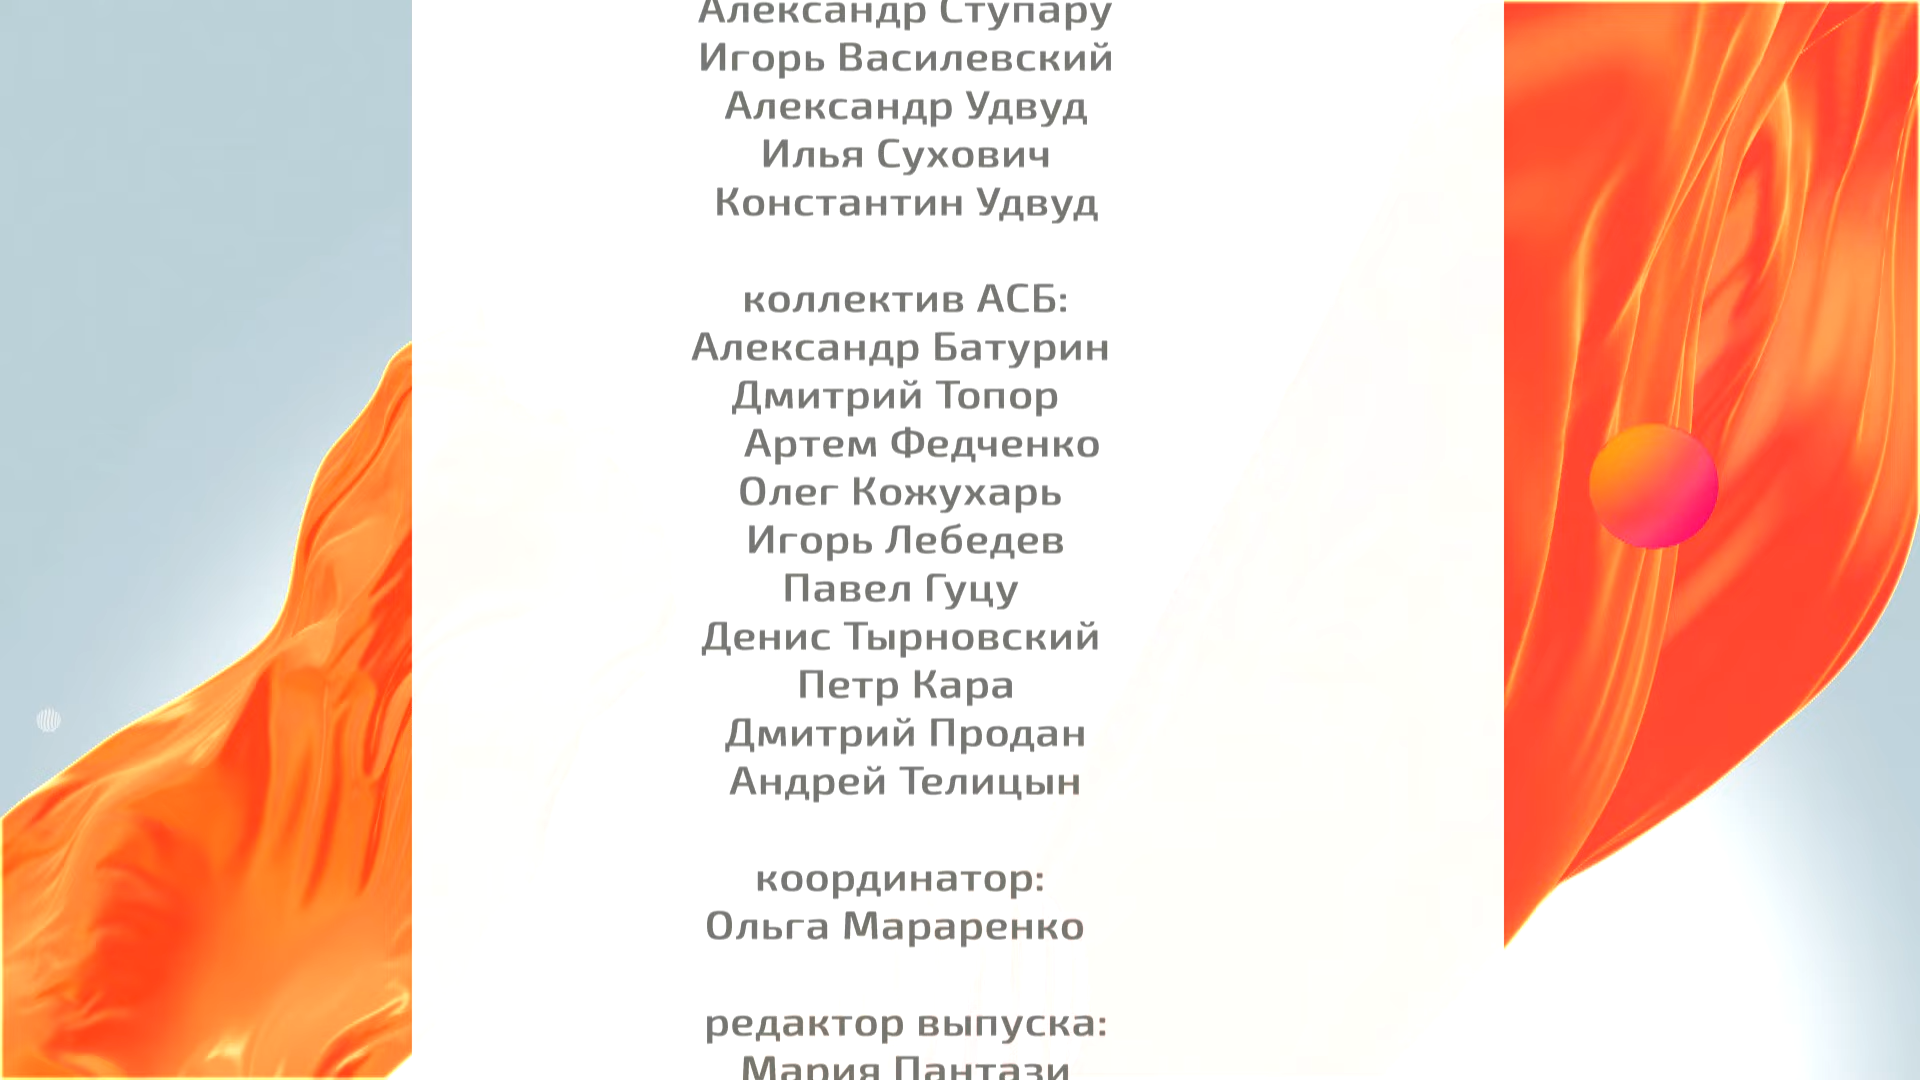 Александр Ступару
Игорь Василевский
Александр Удвуд
Илья Сухович
Константин Удвуд
коллектив АСБ:
Александр Батурин
Дмитрий Топор
Артем Федченко
Олег Кожухарь
Игорь Лебедев
Павел Гуцу
Денис Тырновский
Петр Кара
Дмитрий Продан
Андрей Телицын
координатор:
Ольга Мараренко
редактор выпуска:
Мария Пантази